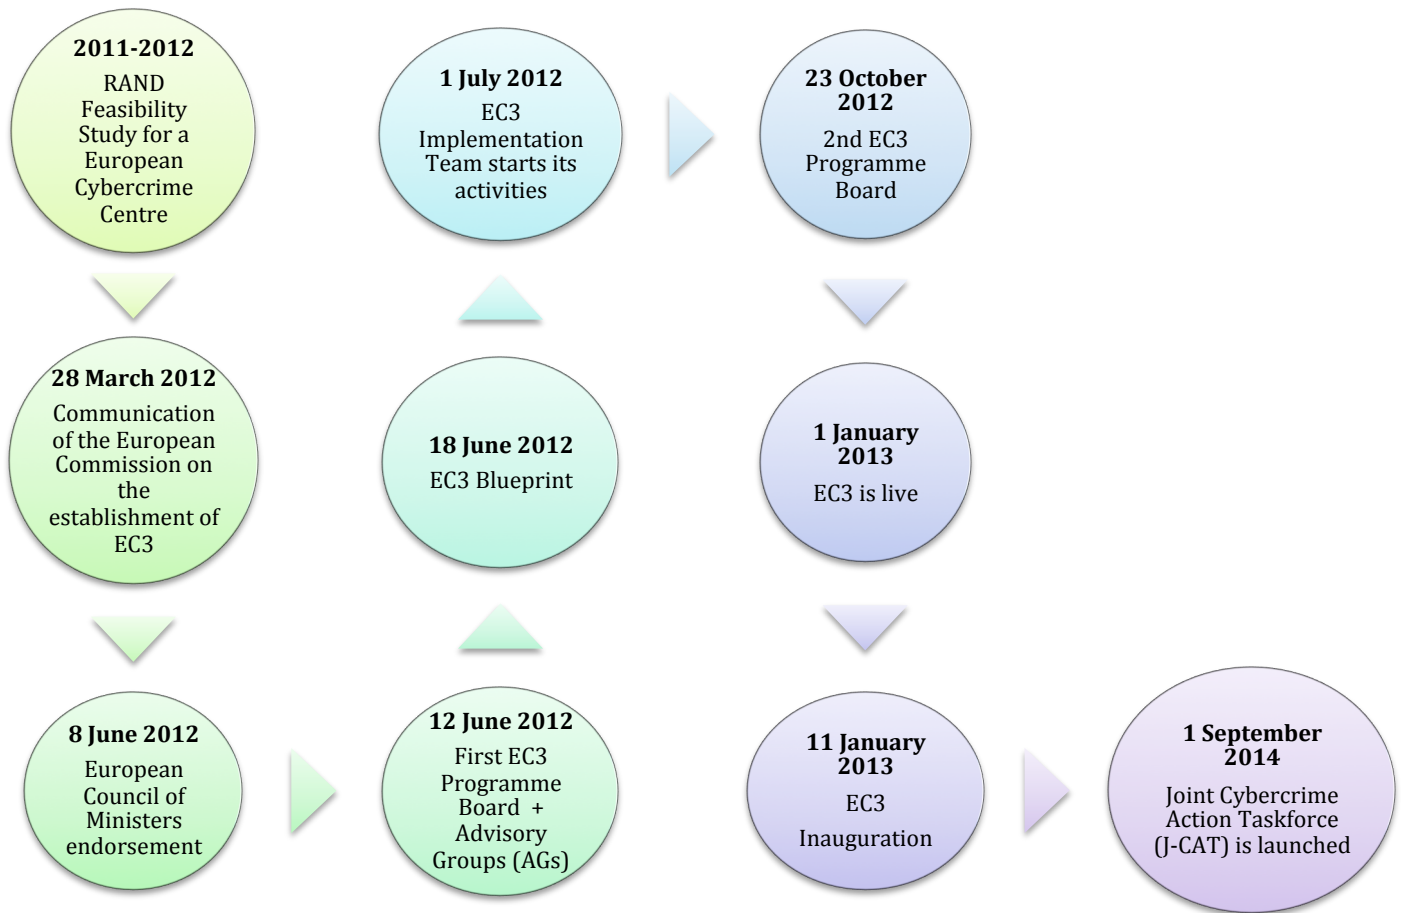 2011-2012
RAND
Feasibility
Study for a
European
Cybercrime
Centre
28 March 2012
Communication
of the European
Commission on
the
establishment of
EC3
8 June 2012
European
Council of
Ministers
endorsement
12 June 2012
First EC3
Programme
Board +
Advisory
Groups (AGs)
18 June 2012
EC3 Blueprint
1 July 2012
EC3
Implementation
Team starts its
activities
23 October
2012
2nd EC3
Programme
Board
1 January
2013
EC3 is live
11 January
2013
EC3
Inauguration
1 September
2014
Joint Cybercrime
Action Taskforce
(J-CAT) is launched